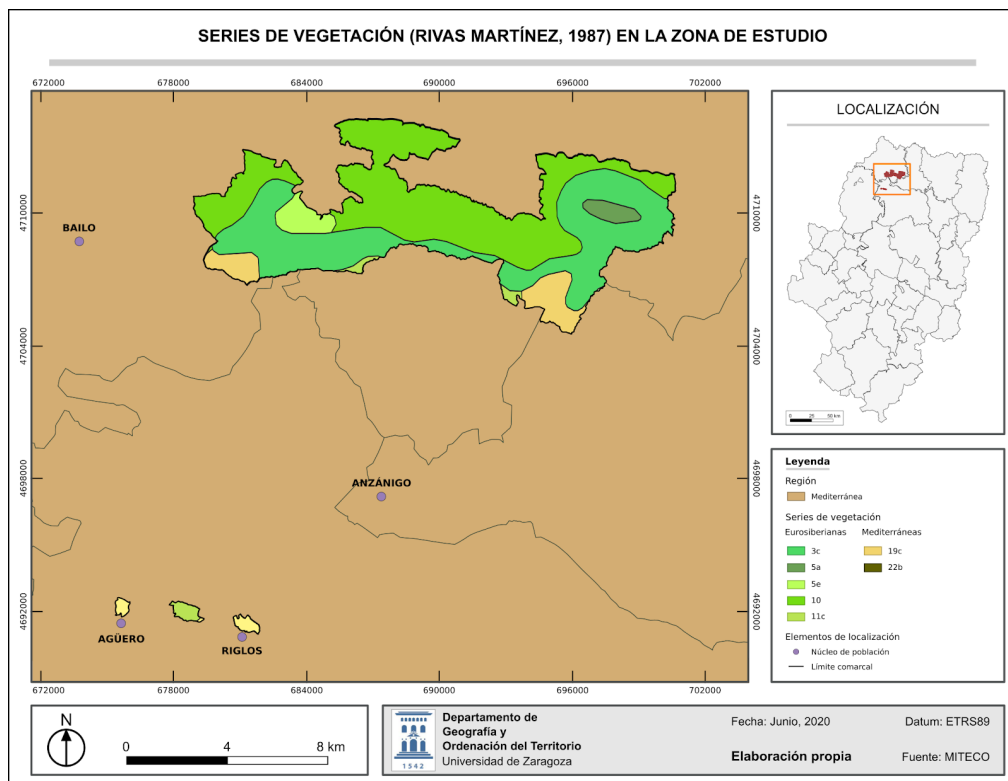 SERIES DE VEGETACIÓN (RIVAS MARTÍNEZ, 1987) EN LA ZONA DE ESTUDIO
672000 678000 684000 690000 696000 702000
4710000 4710000
BAILO
4704000 4704000
4698000 4698000
ANZÁNIGO
4692000 4692000
AGÜERO
RIGLOS
672000 678000 684000 690000 696000 702000
LOCALIZACIÓN
0 25 50 km
Leyenda
Región
Mediterránea
Series de vegetación
Eurosiberianas Mediterráneas
3c 19c
5a 22b
5e
10
11c
Elementos de localización
Núcleo de población
Límite comarcal
N
0 4 8 km
1542
Departamento de
Geografía y
Ordenación del Territorio
Universidad de Zaragoza
Fecha: Junio, 2020 Datum: ETRS89
Elaboración propia Fuente: MITECO